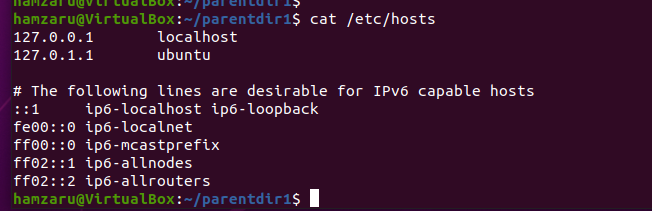 hamzaru@VirtualBox:~/parentdir1$
hamzaru@VirtualBox:~/parentdir1$ cat /etc/hosts
127.0.0.1       localhost
127.0.1.1       ubuntu

# The following lines are desirable for IPv6 capable hosts
::1     ip6-localhost ip6-loopback
fe00::0 ip6-localnet
ff00::0 ip6-mcastprefix
ff02::1 ip6-allnodes
ff02::2 ip6-allrouters
hamzaru@VirtualBox:~/parentdir1$